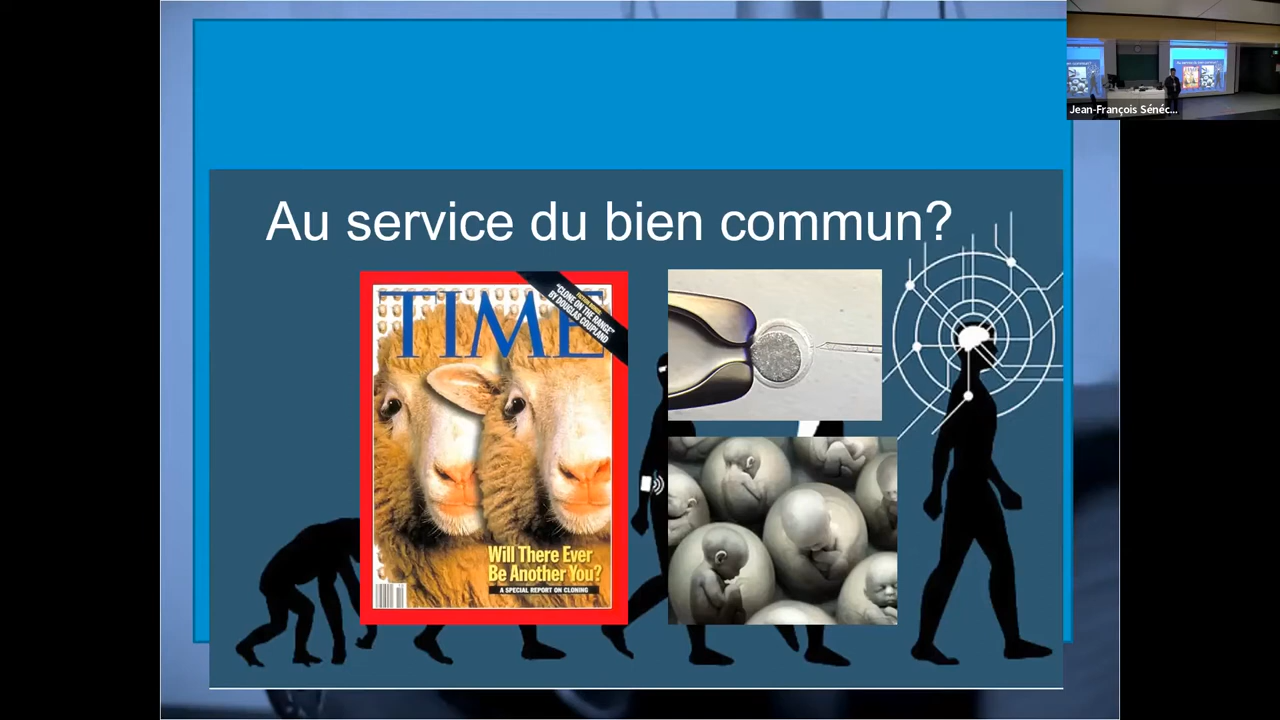 Au service du bien commun?
TIME
"CLONE ON THE RANGE"
BY DOUGLAS COUPLAND
Will There Ever
Be Another You?
A SPECIAL REPORT ON CLONING
Jean-François Sénéc...